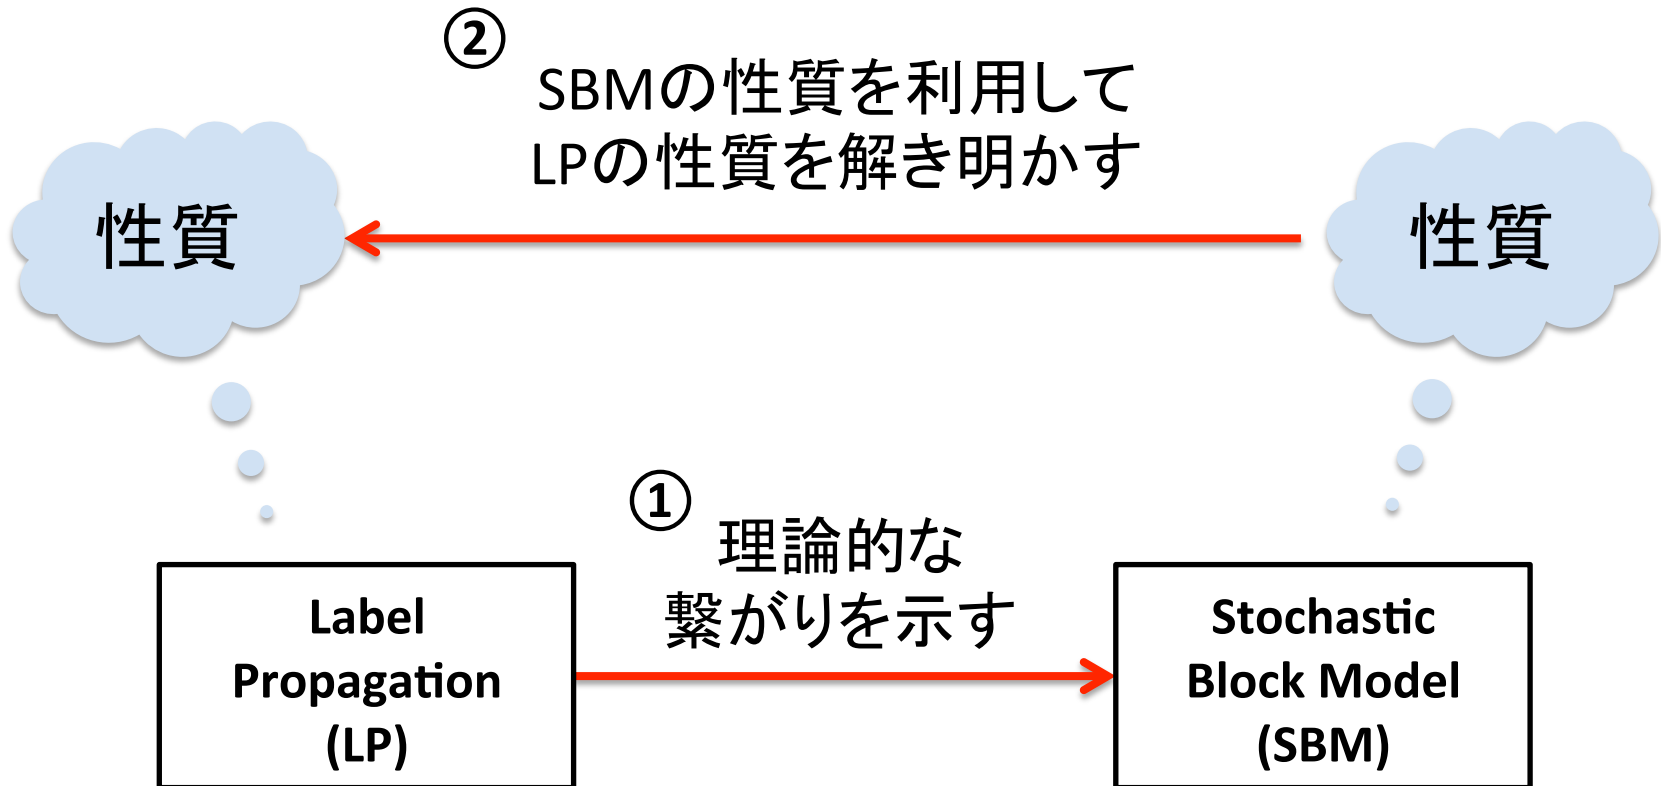 ②
SBMの性質を利用して
LPの性質を解き明かす
性質
性質
①
理論的な
繋がりを示す
Label
Propagation
(LP)
Stochastic
Block Model
(SBM)